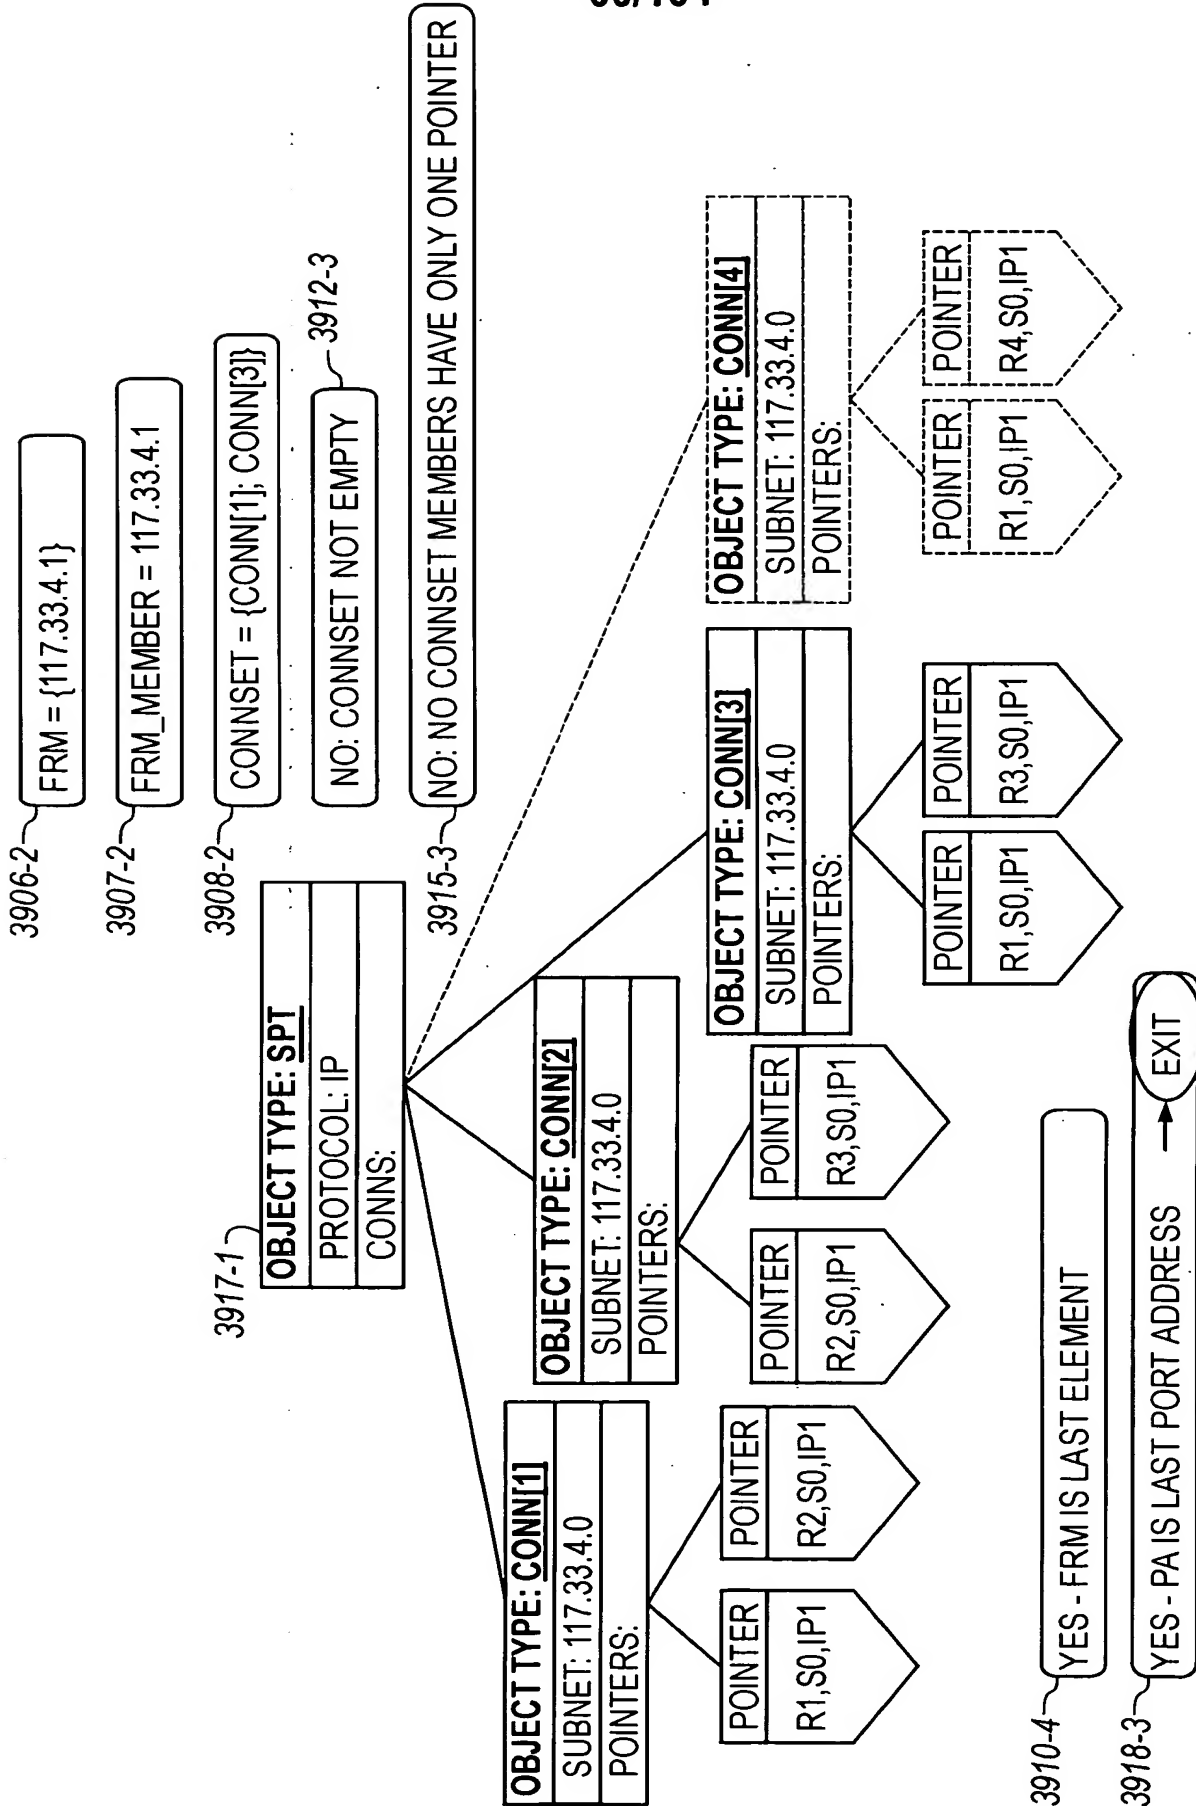 3906-2
FRM = {117.33.4.1}
3907-2
FRM_MEMBER = 117.33.4.1
3908-2
CONNSET = {CONN[1]; CONN[3]}
NO: CONNSET NOT EMPTY
3912-3
3915-3
NO: NO CONNSET MEMBERS HAVE ONLY ONE POINTER
3917-1
OBJECT TYPE: SPT
PROTOCOL: IP
CONNS:
OBJECT TYPE: CONN[1]
SUBNET: 117.33.4.0
POINTERS:
POINTER
R1,S0,IP1
POINTER
R2,S0,IP1
OBJECT TYPE: CONN[2]
SUBNET: 117.33.4.0
POINTERS:
POINTER
R2,S0,IP1
POINTER
R3,S0,IP1
OBJECT TYPE: CONN[3]
SUBNET: 117.33.4.0
POINTERS:
POINTER
R1,S0,IP1
POINTER
R3,S0,IP1
OBJECT TYPE: CONN[4]
SUBNET: 117.33.4.0
POINTERS:
POINTER
R1,S0,IP1
POINTER
R4,S0,IP1
3910-4
YES - FRM IS LAST ELEMENT
3918-3
YES - PA IS LAST PORT ADDRESS
EXIT